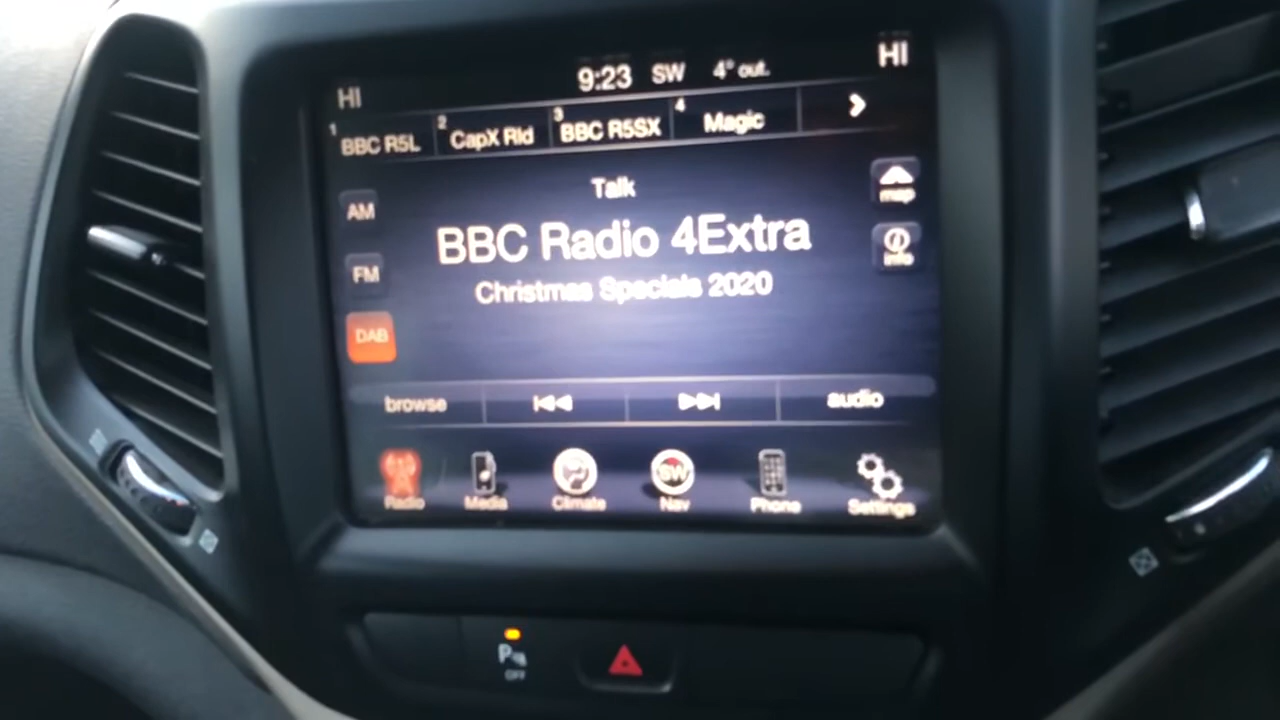 HI 9:23 SW 4° out. HI
1 BBC R5L 2 CapX Rld 3 BBC R5SX 4 Magic
Talk
map
AM
BBC Radio 4Extra
info
FM
Christmas Specials 2020
DAB
browse audio
SW
Radio Media Climate Nav Phone Settings
P
OFF